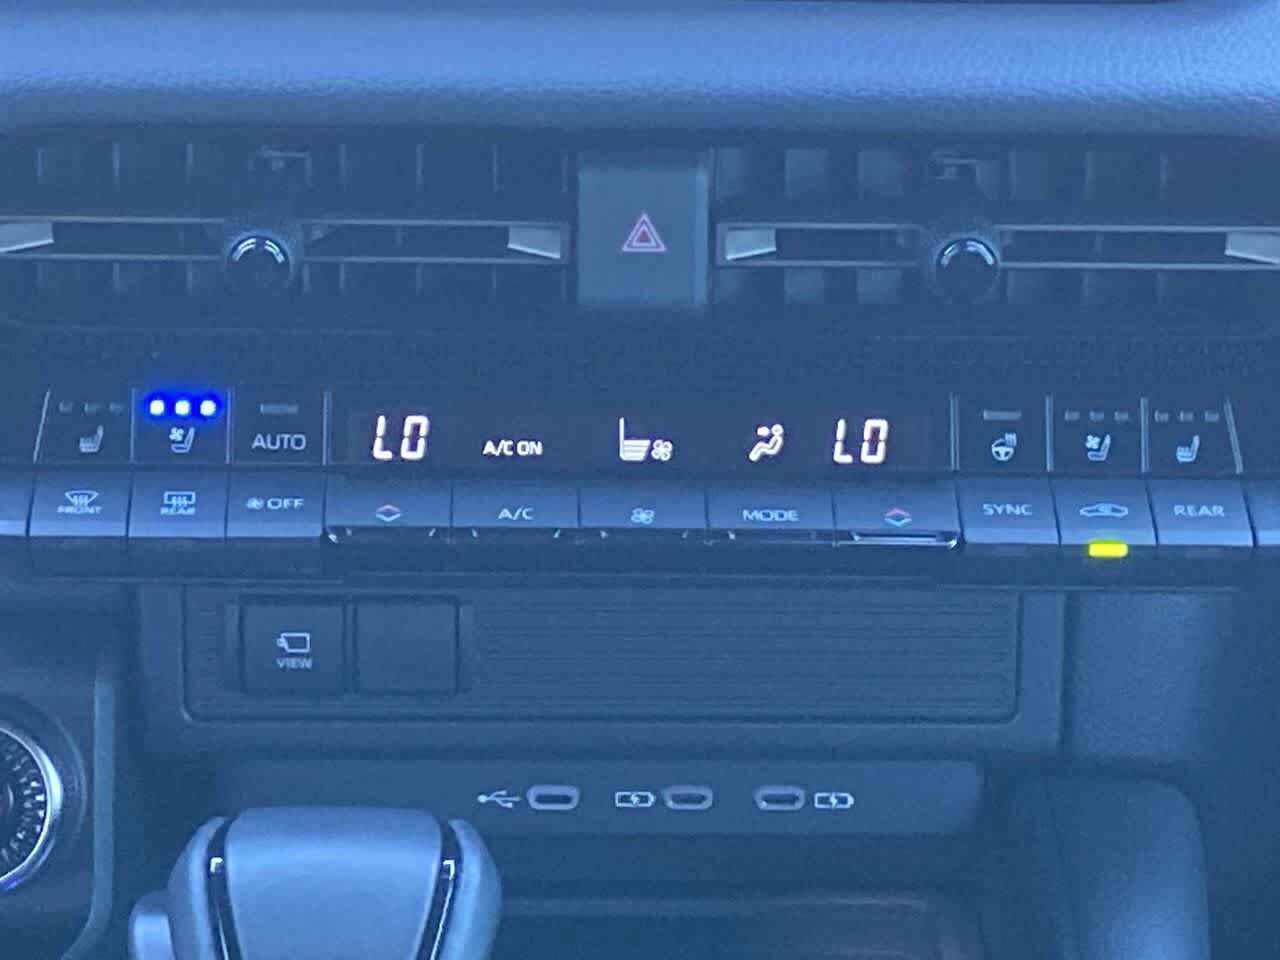 AUTO
LO
A/C ON
LO
FRONT
REAR
OFF
A/C
MODE
SYNC
REAR
VIEW